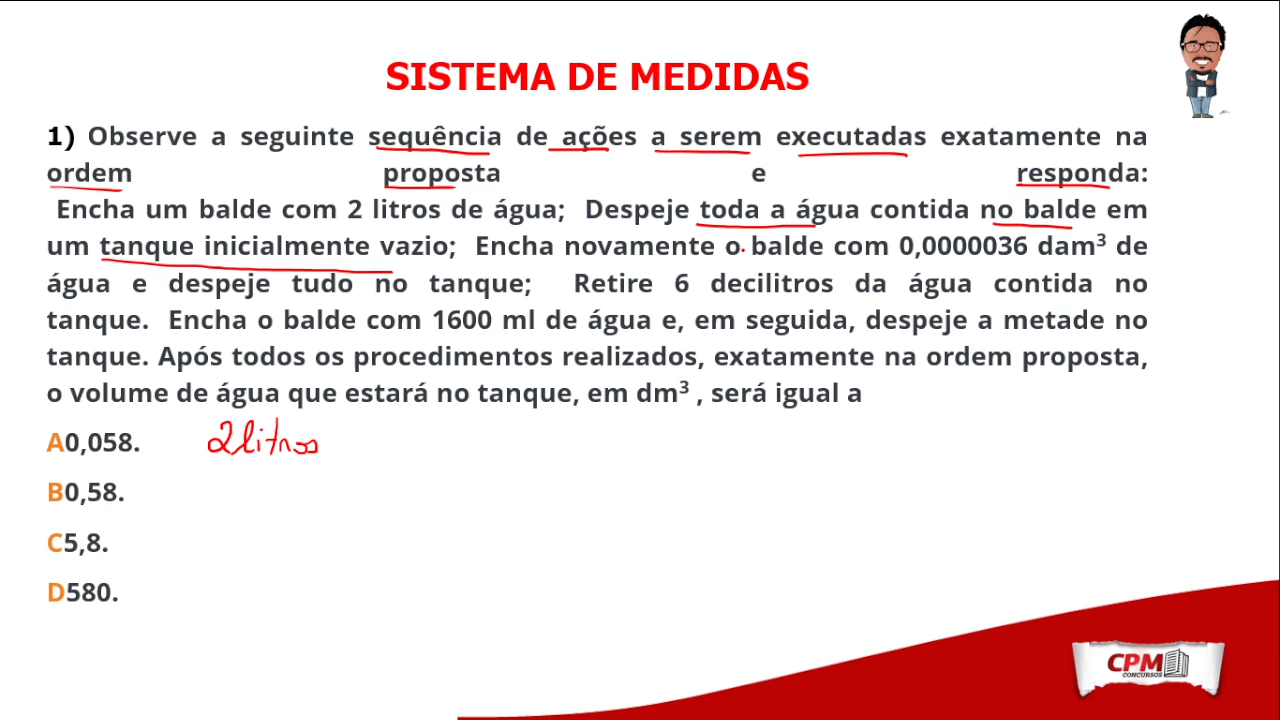 SISTEMA DE MEDIDAS
1) Observe a seguinte sequência de ações a serem executadas exatamente na
ordem proposta e responda:
Encha um balde com 2 litros de água; Despeje toda a água contida no balde em
um tanque inicialmente vazio; Encha novamente o balde com 0,0000036 dam³ de
água e despeje tudo no tanque; Retire 6 decilitros da água contida no
tanque. Encha o balde com 1600 ml de água e, em seguida, despeje a metade no
tanque. Após todos os procedimentos realizados, exatamente na ordem proposta,
o volume de água que estará no tanque, em dm³ , será igual a
A0,058.
2litros
B0,58.
C5,8.
D580.
CPM
CONCURSOS